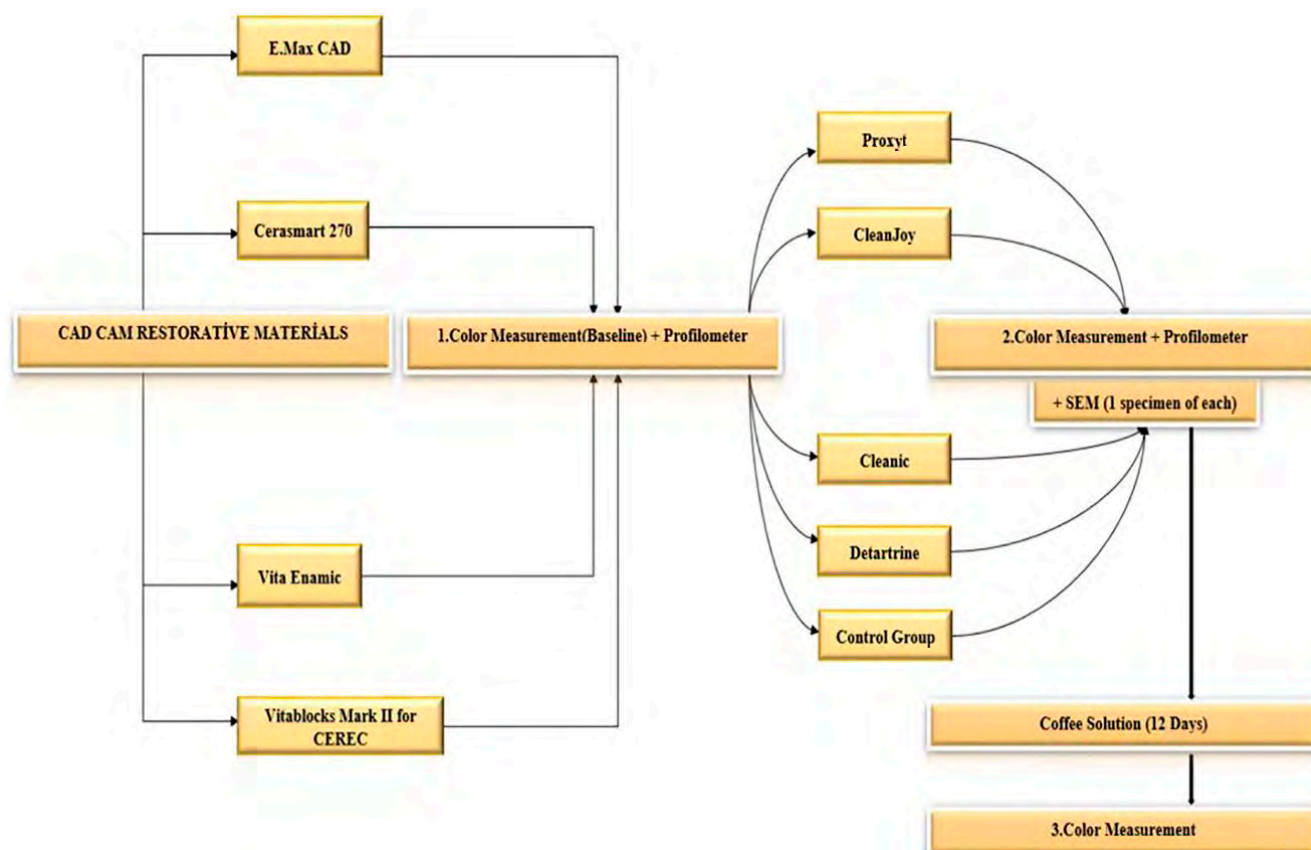 E.Max CAD
Cerasmart 270
CAD CAM RESTORATİVE MATERİALS
Vita Enamic
Vitablocks Mark II for
CEREC
1.Color Measurement(Baseline) + Profilometer
Proxyt
CleanJoy
Cleanic
Detartrine
Control Group
2.Color Measurement + Profilometer
+ SEM (1 specimen of each)
Coffee Solution (12 Days)
3.Color Measurement